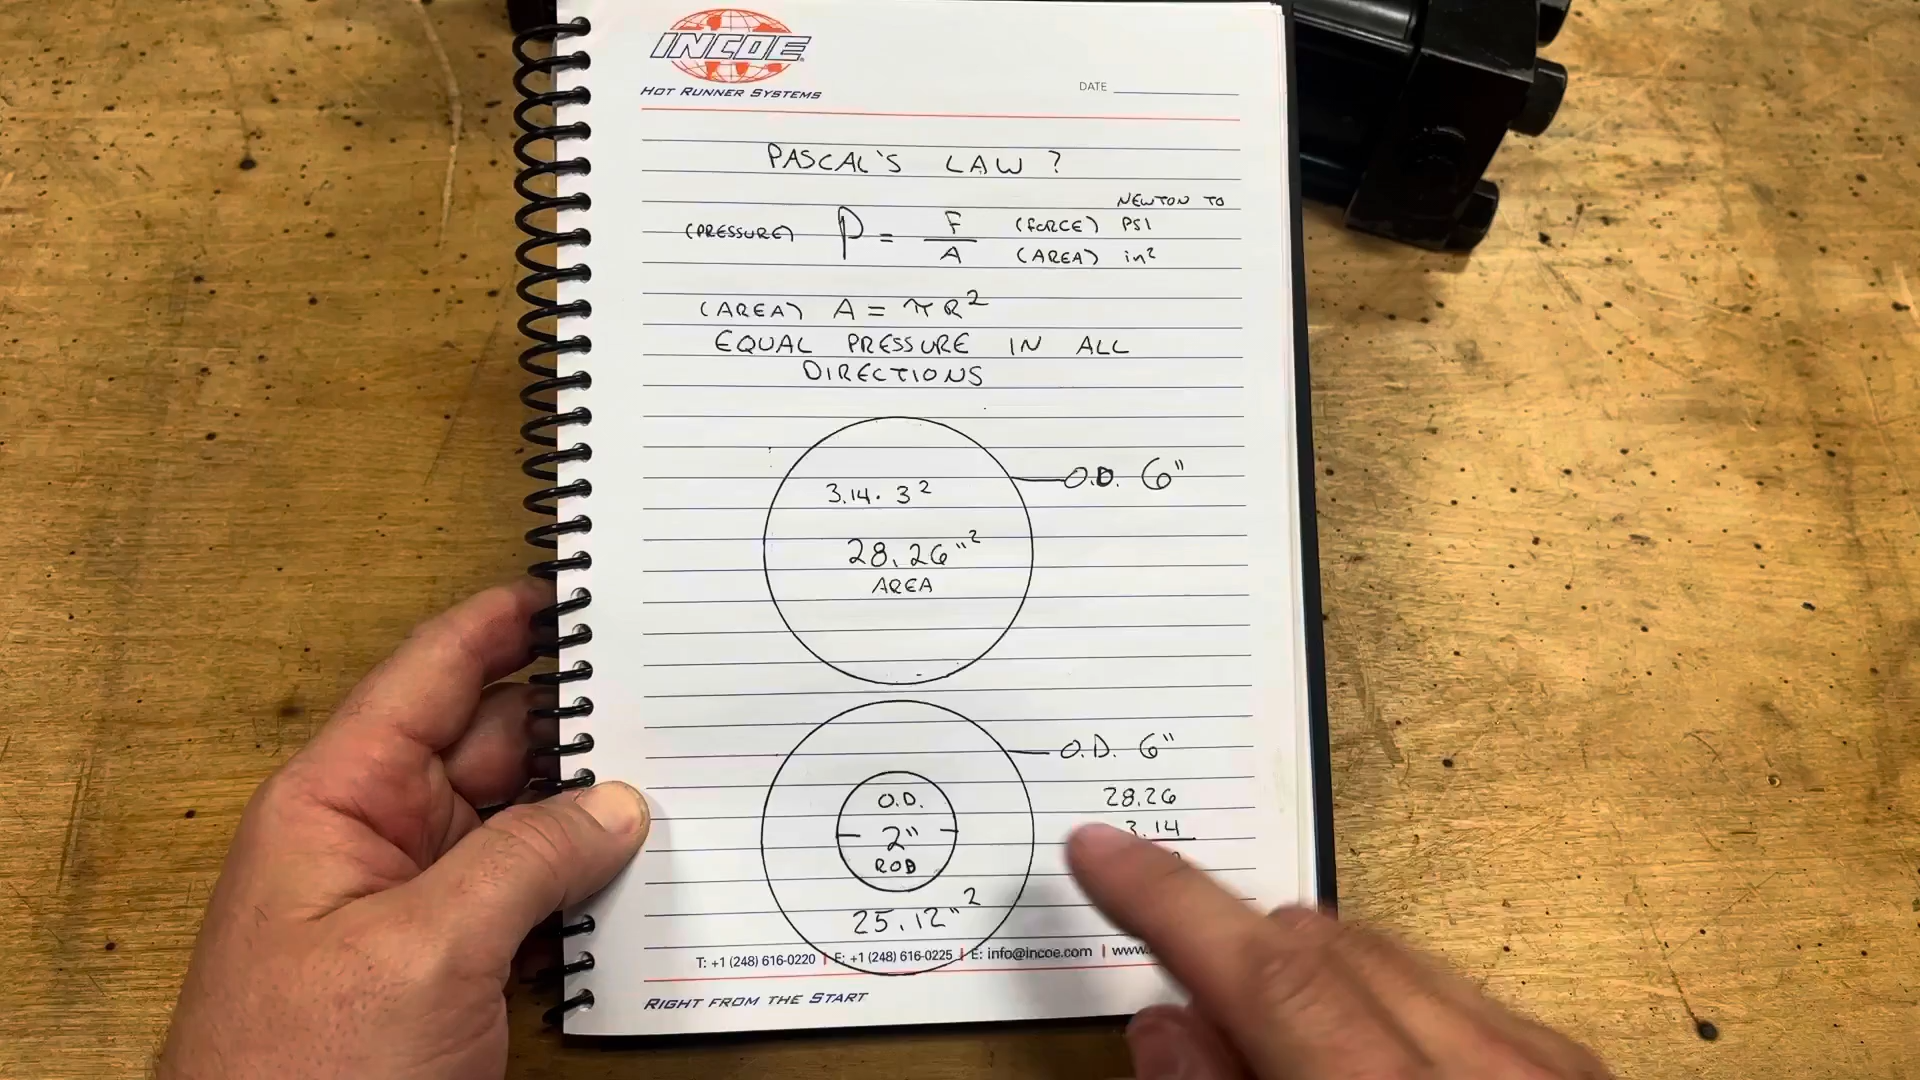 INCOE
HOT RUNNER SYSTEMS
DATE
PASCAL'S LAW ?
NEWTON TO
(PRESSURE) P = F (FORCE) PSI
A (AREA) in²
(AREA) A = πR²
EQUAL PRESSURE IN ALL
DIRECTIONS
O.D. 6"
3.14 · 3²
28.26"²
AREA
O.D. 6"
28.26
3.14
O.D.
2"
ROD
25.12"²
T: +1 (248) 616-0220 | F: +1 (248) 616-0225 | E: info@incoe.com | www.
RIGHT FROM THE START